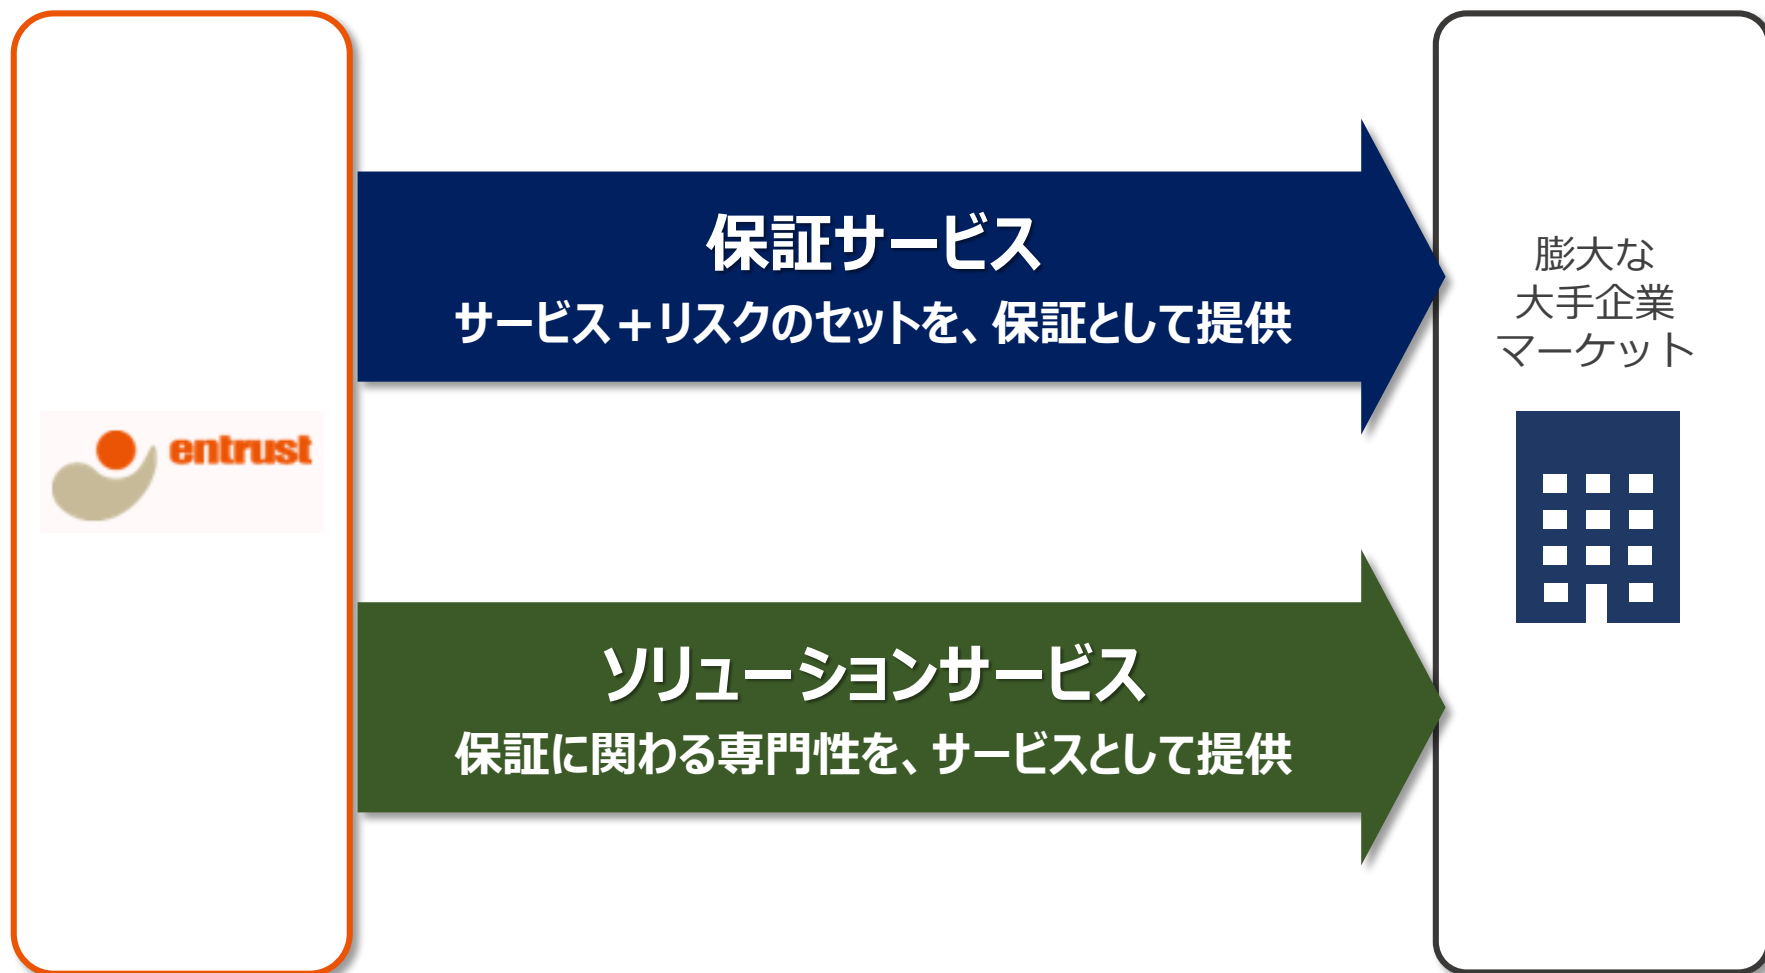 entrust
保証サービス
サービス+リスクのセットを、保証として提供
ソリューションサービス
保証に関わる専門性を、サービスとして提供
膨大な
大手企業
マーケット